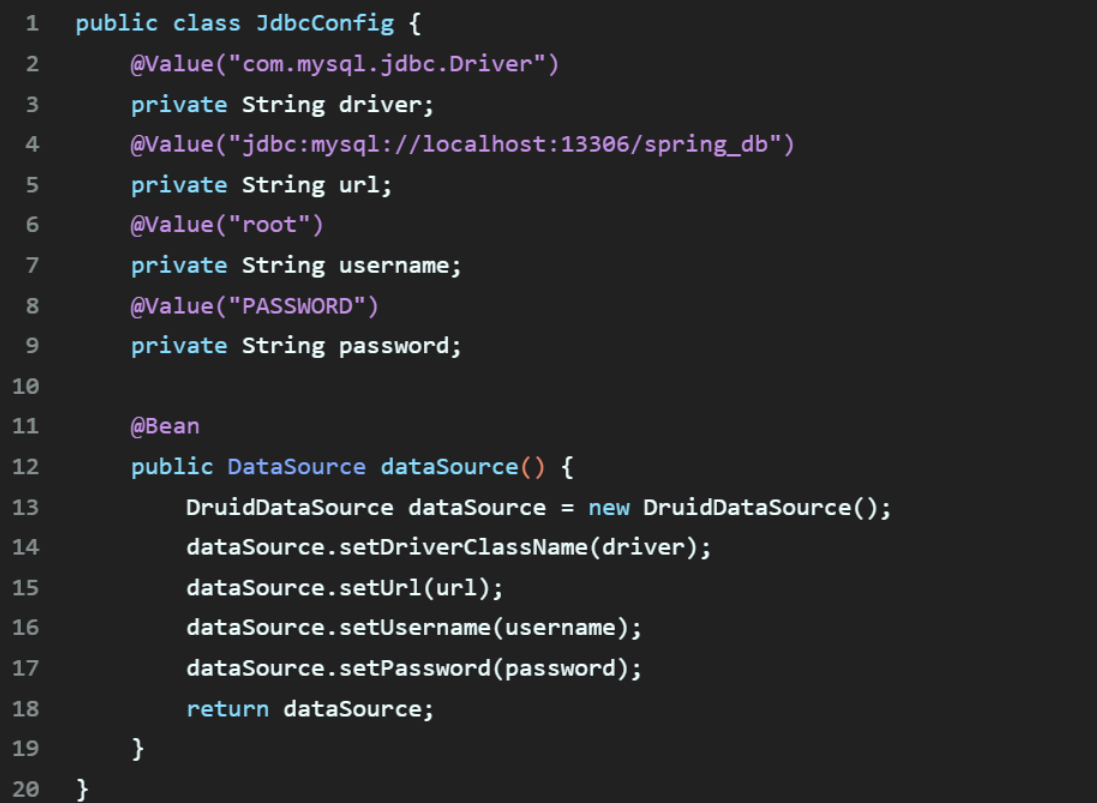 1 public class JdbcConfig {
2     @Value("com.mysql.jdbc.Driver")
3     private String driver;
4     @Value("jdbc:mysql://localhost:13306/spring_db")
5     private String url;
6     @Value("root")
7     private String username;
8     @Value("PASSWORD")
9     private String password;
10
11     @Bean
12     public DataSource dataSource() {
13         DruidDataSource dataSource = new DruidDataSource();
14         dataSource.setDriverClassName(driver);
15         dataSource.setUrl(url);
16         dataSource.setUsername(username);
17         dataSource.setPassword(password);
18         return dataSource;
19     }
20 }